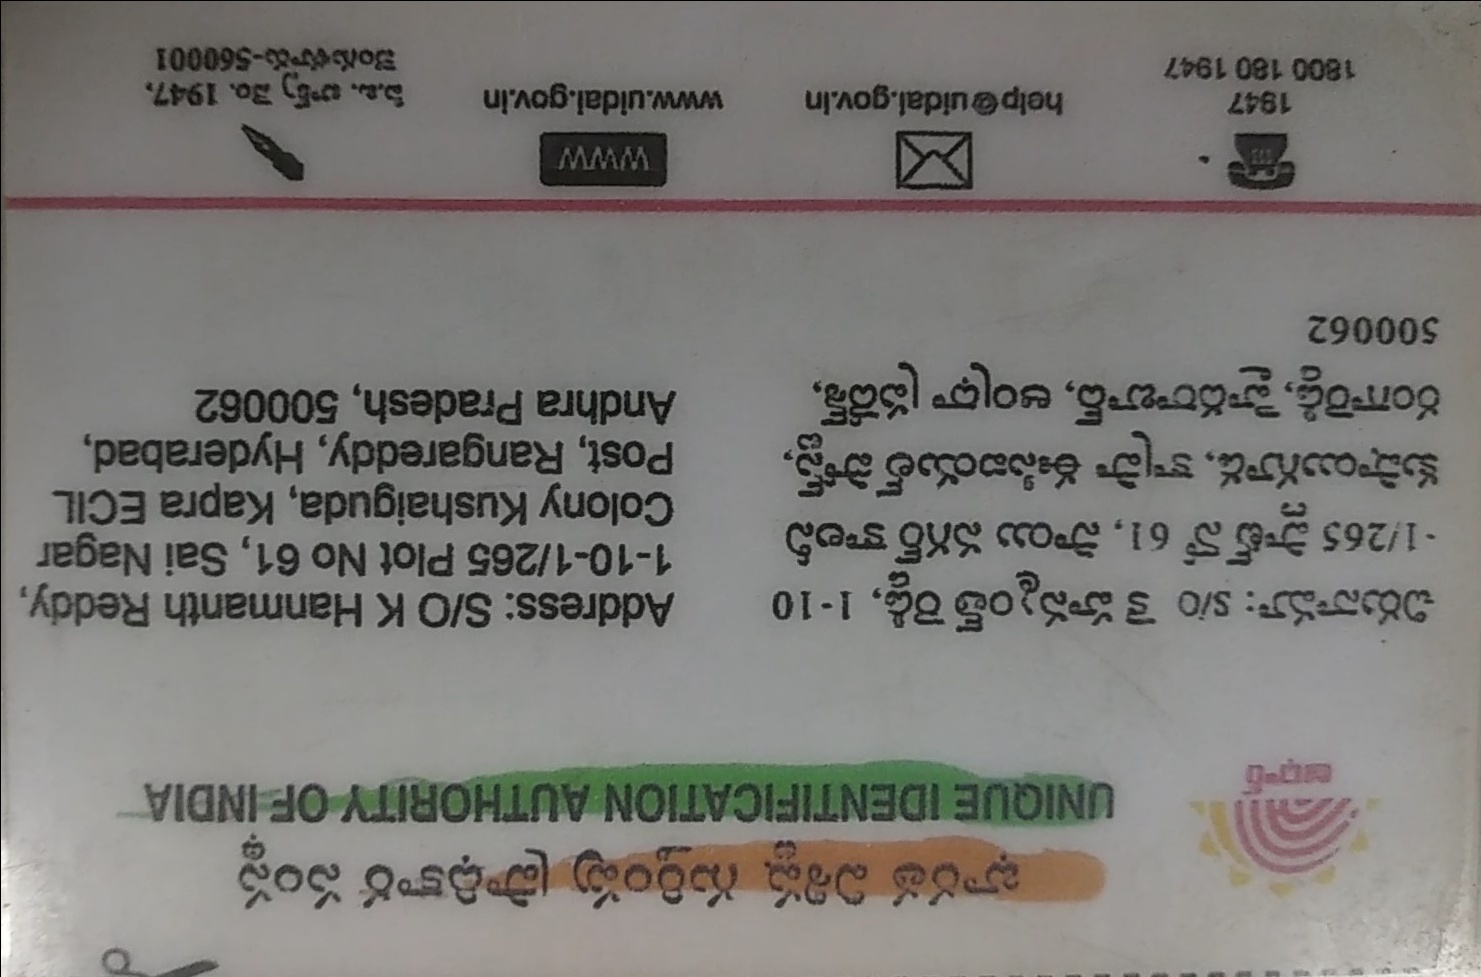 భారత విశిష్ట గుర్తింపు ప్రాధికార సంస్థ
UNIQUE IDENTIFICATION AUTHORITY OF INDIA
ఆధార్
చిరునామా: S/O కె హన్మంత్ రెడ్డి, 1-10
-1/265 ప్లాట్ నో 61, సాయి నగర్ కాలనీ
కుషాయిగూడ, కాప్రా ఈసిఐయల్ పోస్ట్,
రంగారెడ్డి, హైదరాబాద్, ఆంధ్రా ప్రదేశ్,
500062
Address: S/O K Hanmanth Reddy,
1-10-1/265 Plot No 61, Sai Nagar
Colony Kushaiguda, Kapra ECIL
Post, Rangareddy, Hyderabad,
Andhra Pradesh, 500062
1947
1800 180 1947
help@uidai.gov.in
WWW
www.uidai.gov.in
పి.ఒ. బాక్స్ నెం. 1947,
బెంగుళూరు-560001